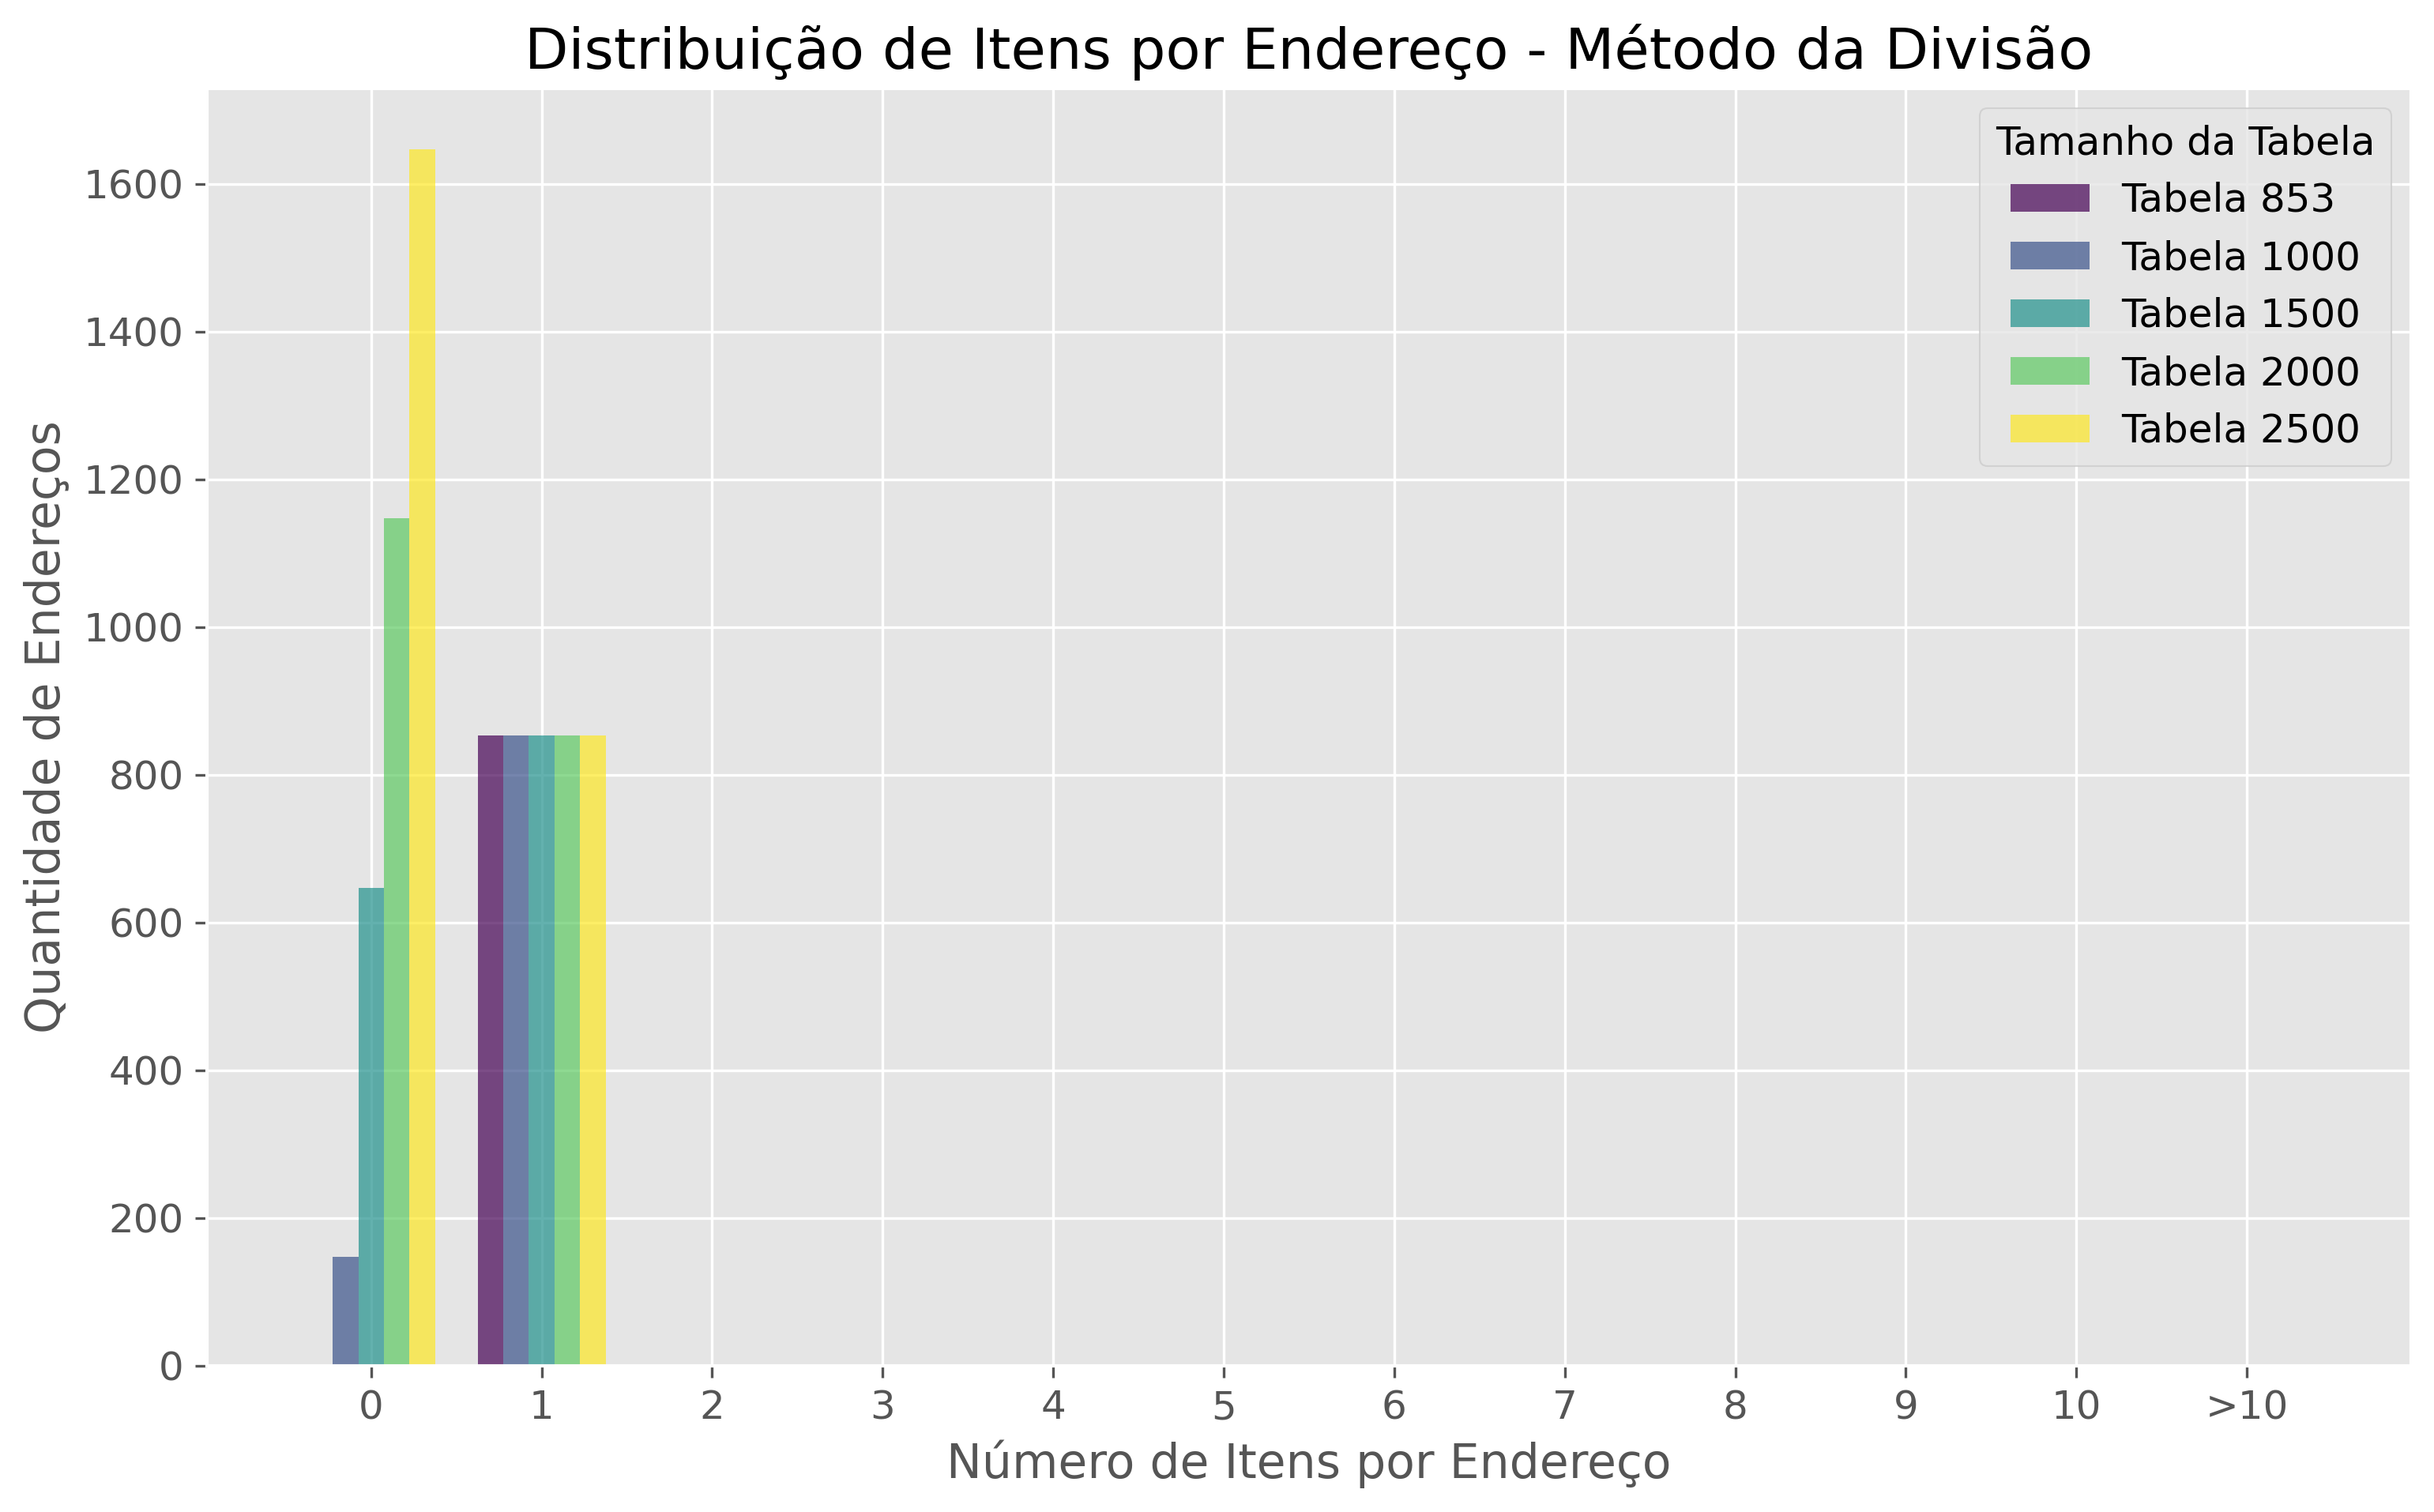 Distribuição de Itens por Endereço - Método da Divisão
Tamanho da Tabela
Tabela 853
Tabela 1000
Tabela 1500
Tabela 2000
Tabela 2500
Quantidade de Endereços
1600
1400
1200
1000
800
600
400
200
0
0 1 2 3 4 5 6 7 8 9 10 >10
Número de Itens por Endereço